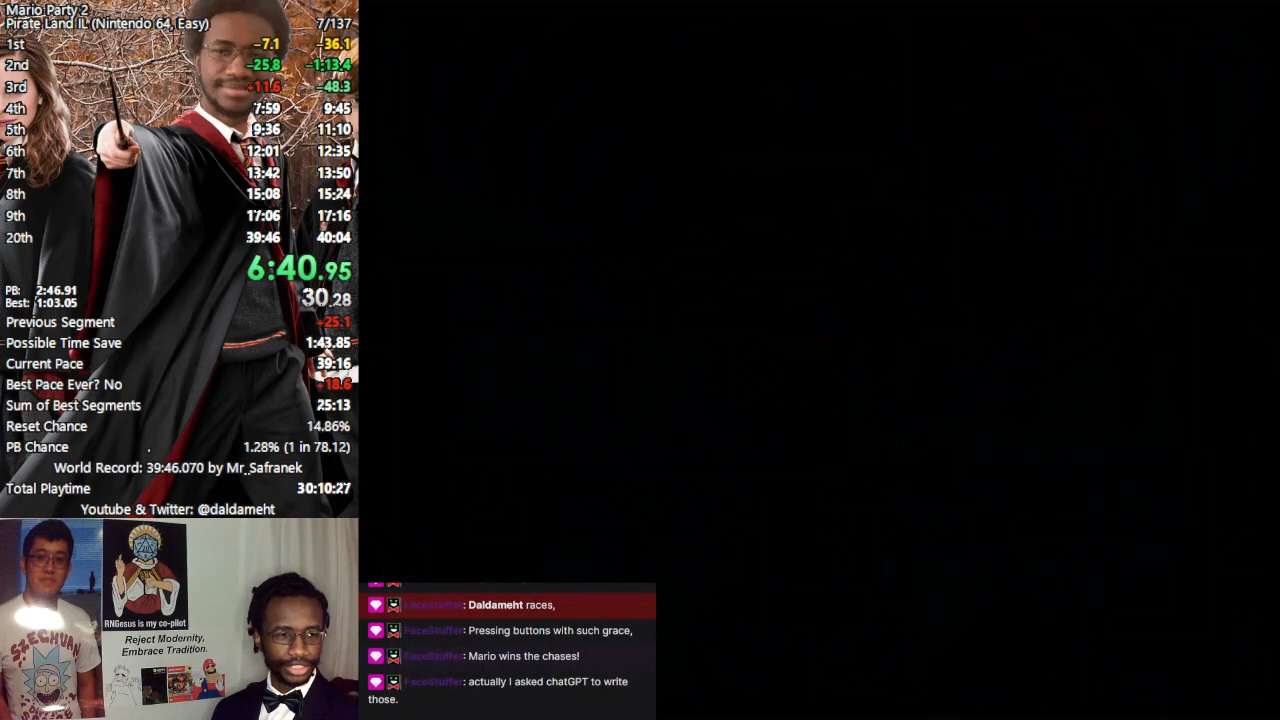 Mario Party 2
Pirate Land IL (Nintendo 64, Easy) 7/137
1st -7.1 -36.1
2nd -25.8 -1:13.4
3rd +11.6 -48.3
4th 7:59 9:45
5th 9:36 11:10
6th 12:01 12:35
7th 13:42 13:50
8th 15:08 15:24
9th 17:06 17:16
20th 39:46 40:04
6:40.95
PB: 2:46.91
Best: 1:03.05
30.28
Previous Segment +25.1
Possible Time Save 1:43.85
Current Pace 39:16
Best Pace Ever? No +18.6
Sum of Best Segments 25:13
Reset Chance 14.86%
PB Chance 1.28% (1 in 78.12)
World Record: 39:46.070 by Mr_Safranek
Total Playtime 30:10:27
Youtube & Twitter: @daldameht
RNGesus is my co-pilot
Reject Modernity,
Embrace Tradition.
SZECHUAN
FaceStuffer: Daldameht races,
FaceStuffer: Pressing buttons with such grace,
FaceStuffer: Mario wins the chases!
FaceStuffer: actually I asked chatGPT to write
those.